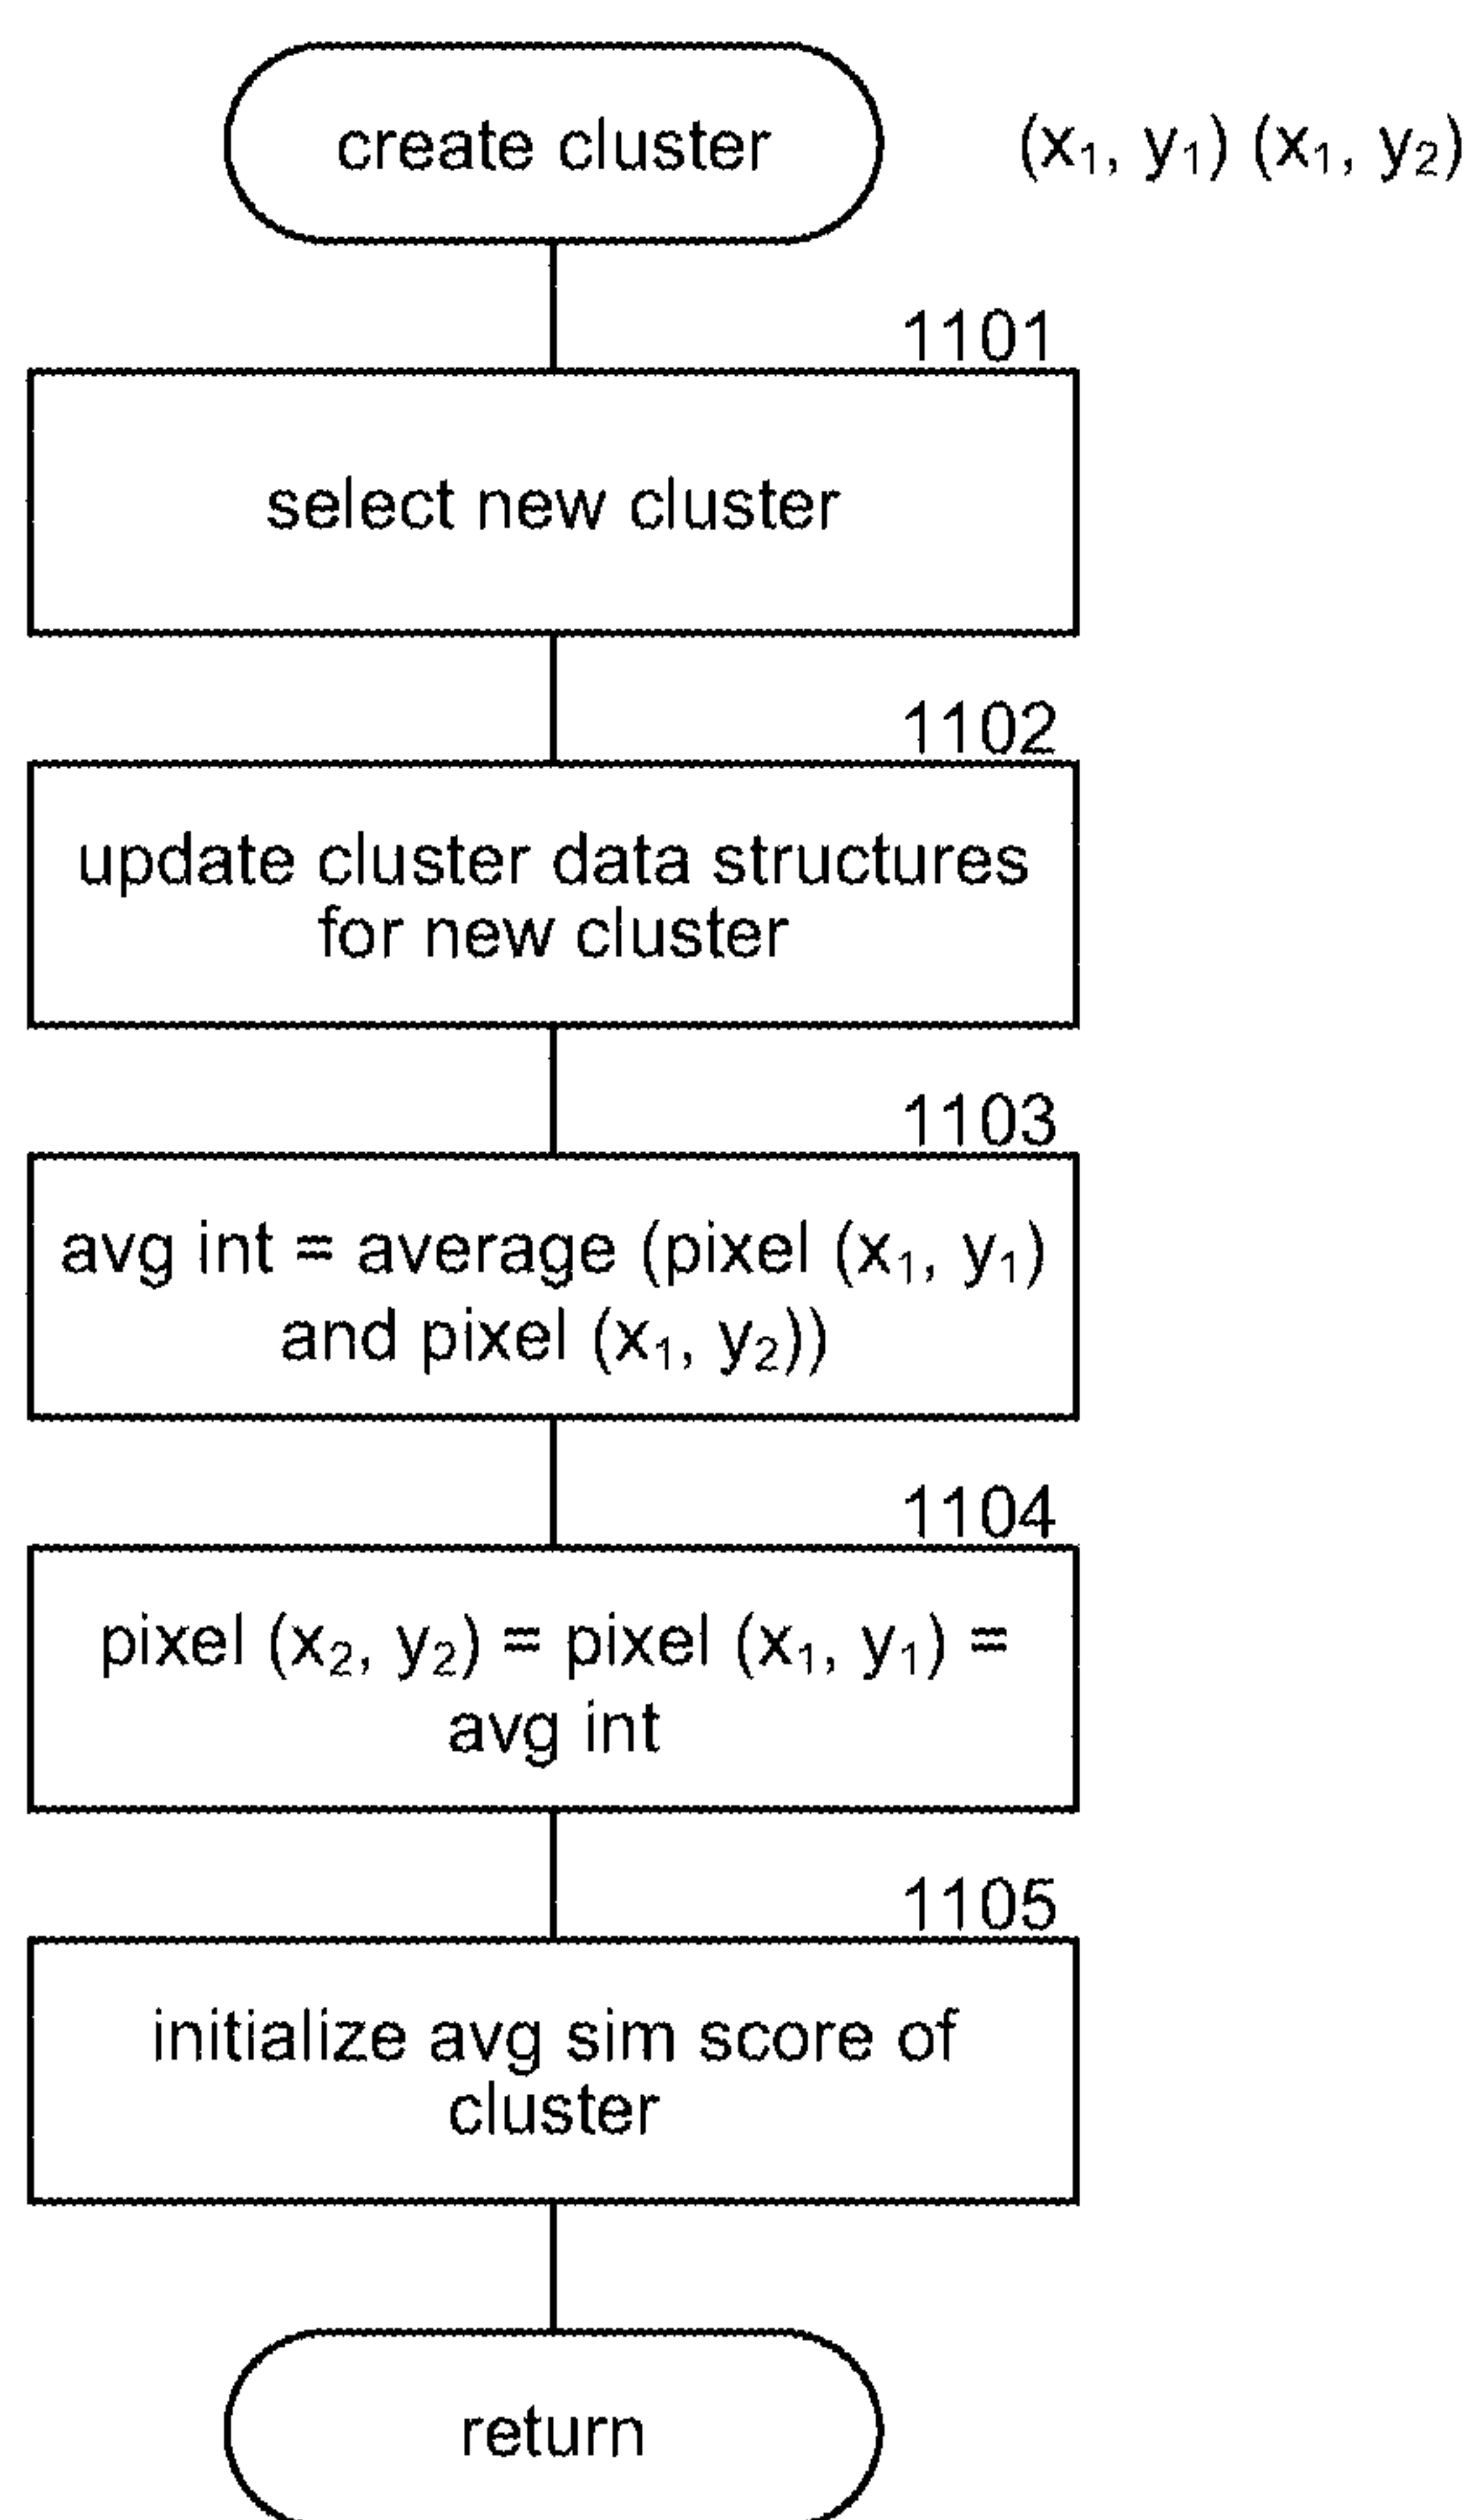 create cluster (x₁, y₁) (x₁, y₂)
1101
select new cluster
1102
update cluster data structures
for new cluster
1103
avg int = average (pixel (x₁, y₁)
and pixel (x₁, y₂))
1104
pixel (x₂, y₂) = pixel (x₁, y₁) =
avg int
1105
initialize avg sim score of
cluster
return